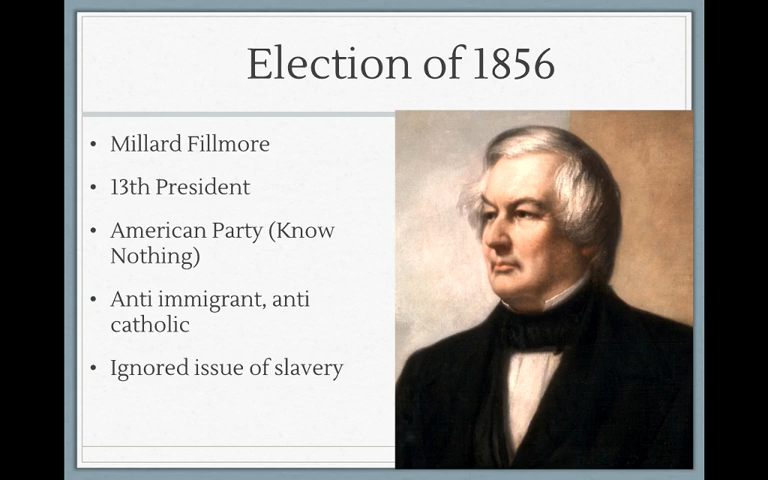 Election of 1856
• Millard Fillmore
• 13th President
• American Party (Know
Nothing)
• Anti immigrant, anti
catholic
• Ignored issue of slavery